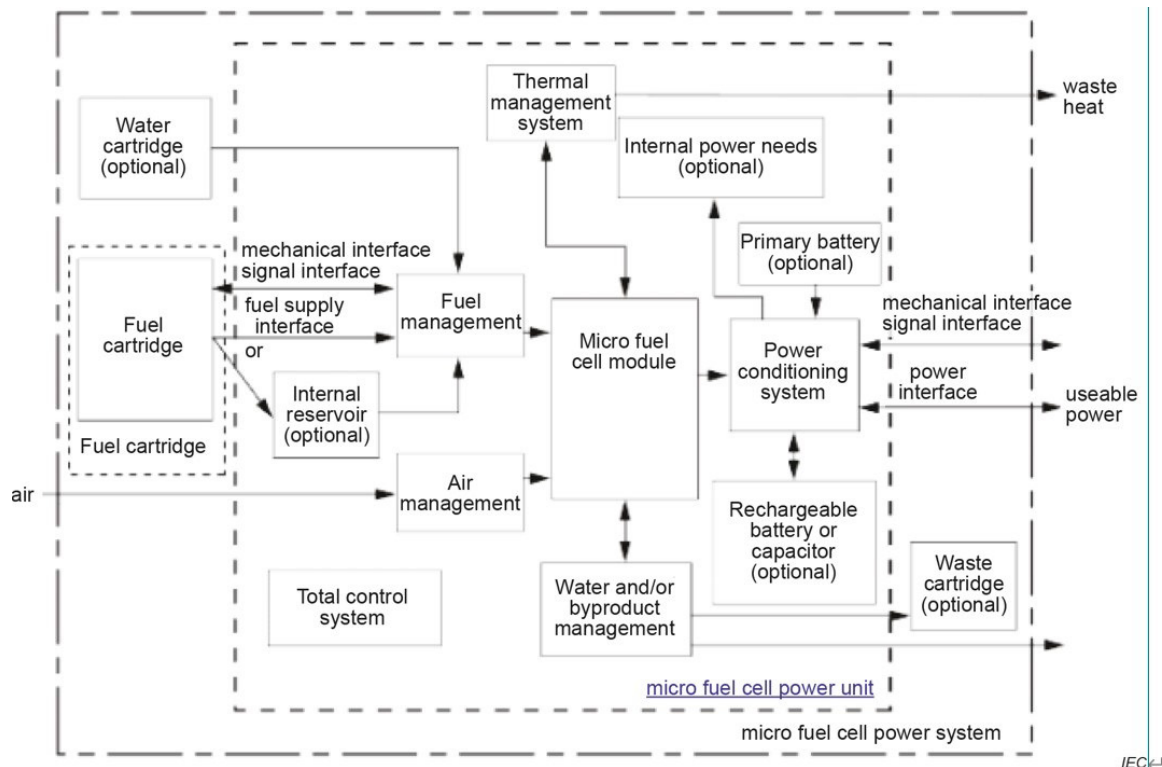 Thermal
management
system
waste
heat
Water
cartridge
(optional)
Internal power needs
(optional)
mechanical interface
signal interface
Primary battery
(optional)
Fuel
cartridge
fuel supply
interface
or
Fuel
management
Micro fuel
cell module
Power
conditioning
system
mechanical interface
signal interface
power
interface
useable
power
Internal
reservoir
(optional)
Fuel cartridge
air
Air
management
Rechargeable
battery or
capacitor
(optional)
Total control
system
Water and/or
byproduct
management
Waste
cartridge
(optional)
micro fuel cell power unit
micro fuel cell power system
IEC↵